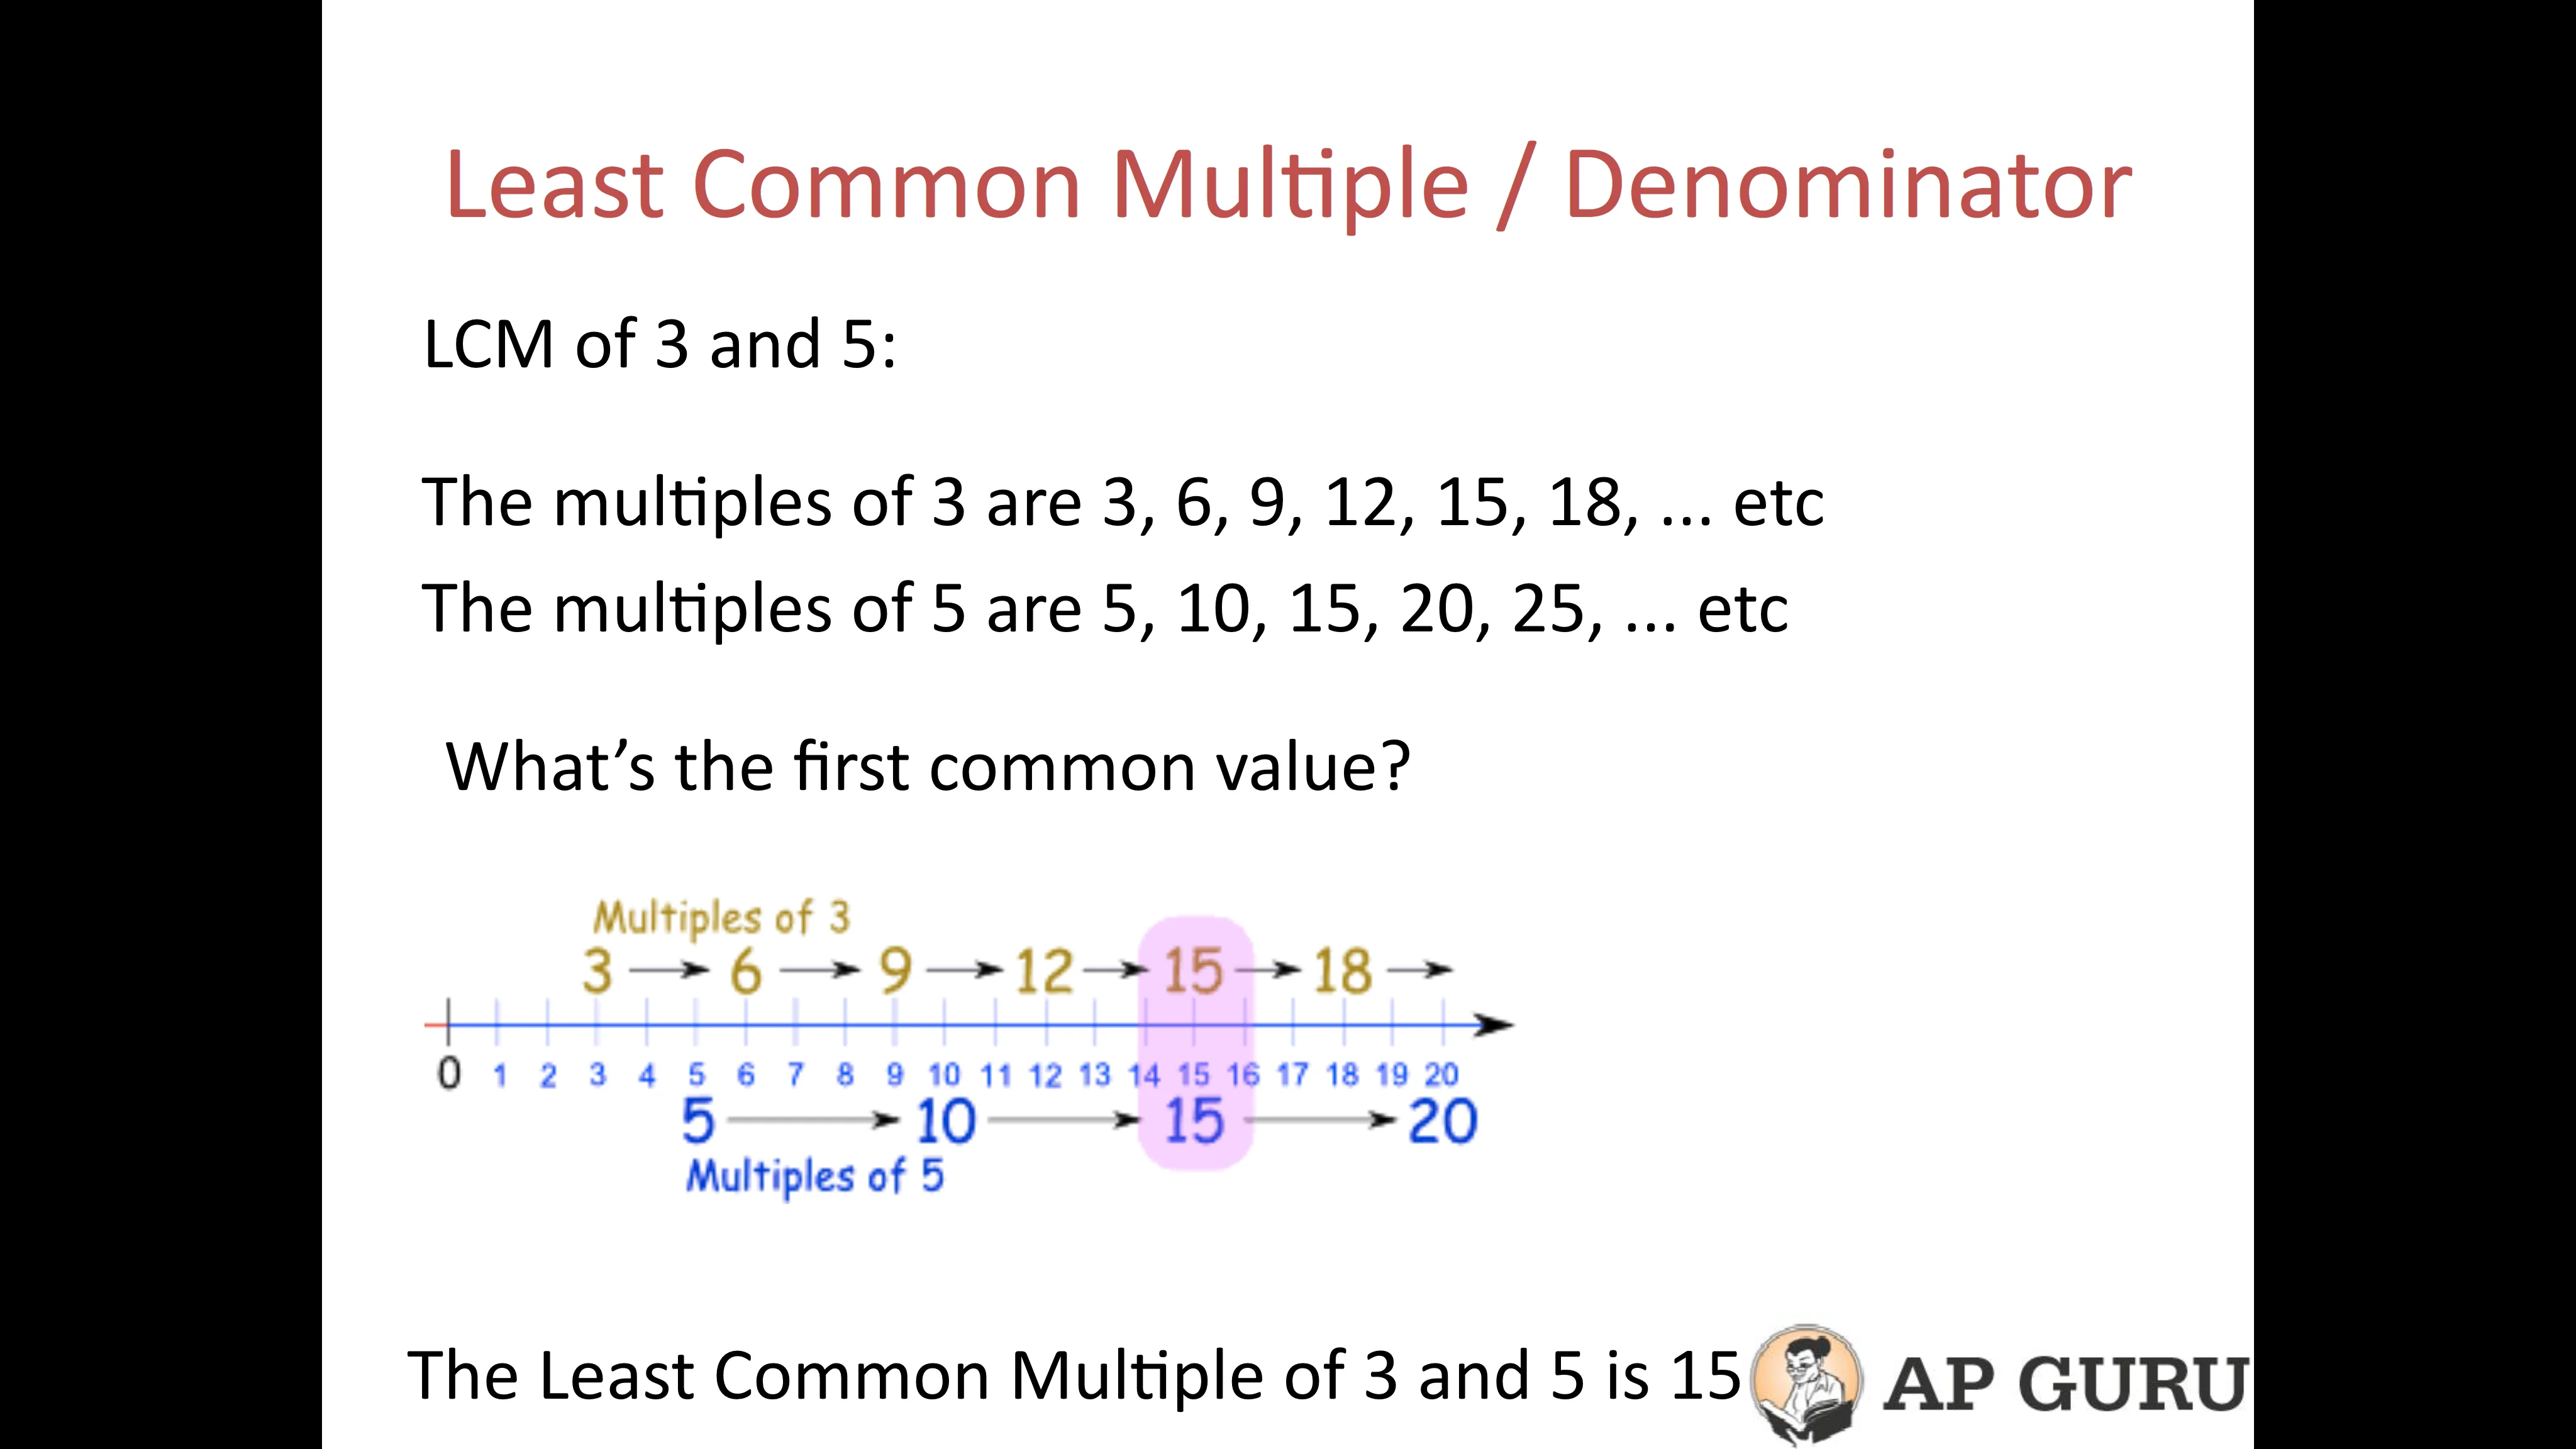 Least Common Multiple / Denominator
LCM of 3 and 5:
The multiples of 3 are 3, 6, 9, 12, 15, 18, ... etc
The multiples of 5 are 5, 10, 15, 20, 25, ... etc
What’s the first common value?
Multiples of 3
3 6 9 12 15 18
0 1 2 3 4 5 6 7 8 9 10 11 12 13 14 15 16 17 18 19 20
5 10 15 20
Multiples of 5
The Least Common Multiple of 3 and 5 is 15
AP GURU